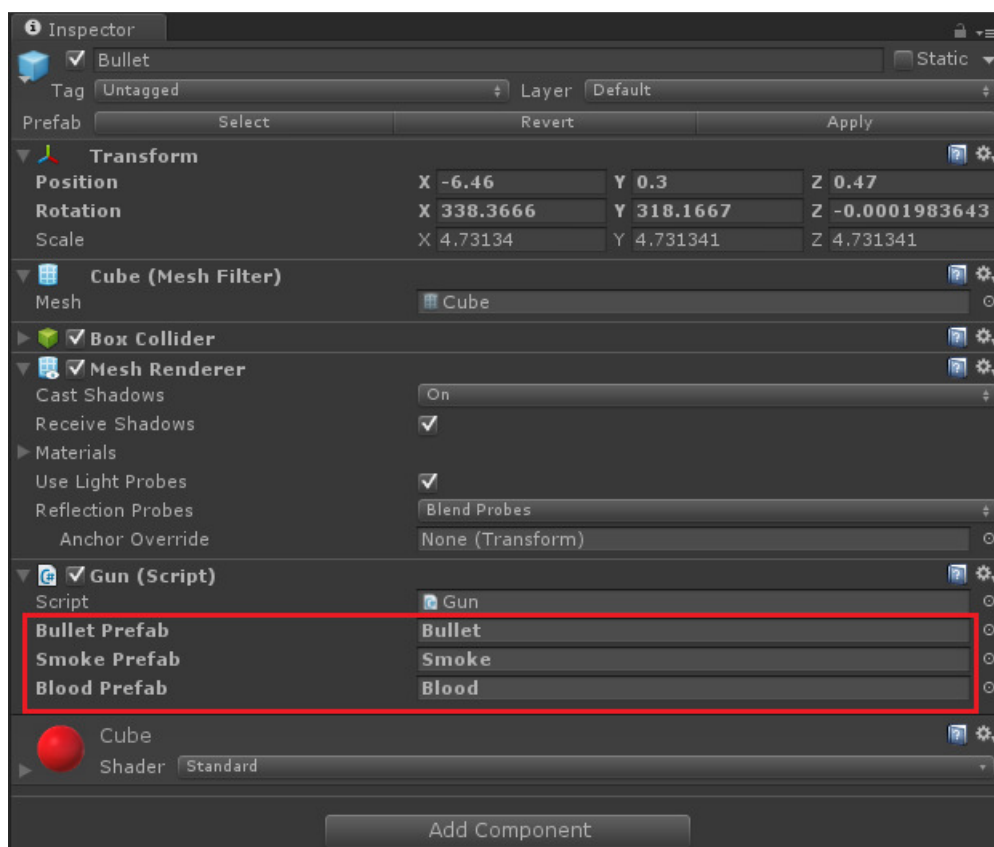 Inspector
Bullet Static
Tag Untagged Layer Default
Prefab Select Revert Apply
Transform
Position X -6.46 Y 0.3 Z 0.47
Rotation X 338.3666 Y 318.1667 Z -0.0001983643
Scale X 4.73134 Y 4.731341 Z 4.731341
Cube (Mesh Filter)
Mesh Cube
Box Collider
Mesh Renderer
Cast Shadows On
Receive Shadows
Materials
Use Light Probes
Reflection Probes Blend Probes
Anchor Override None (Transform)
Gun (Script)
Script Gun
Bullet Prefab Bullet
Smoke Prefab Smoke
Blood Prefab Blood
Cube
Shader Standard
Add Component